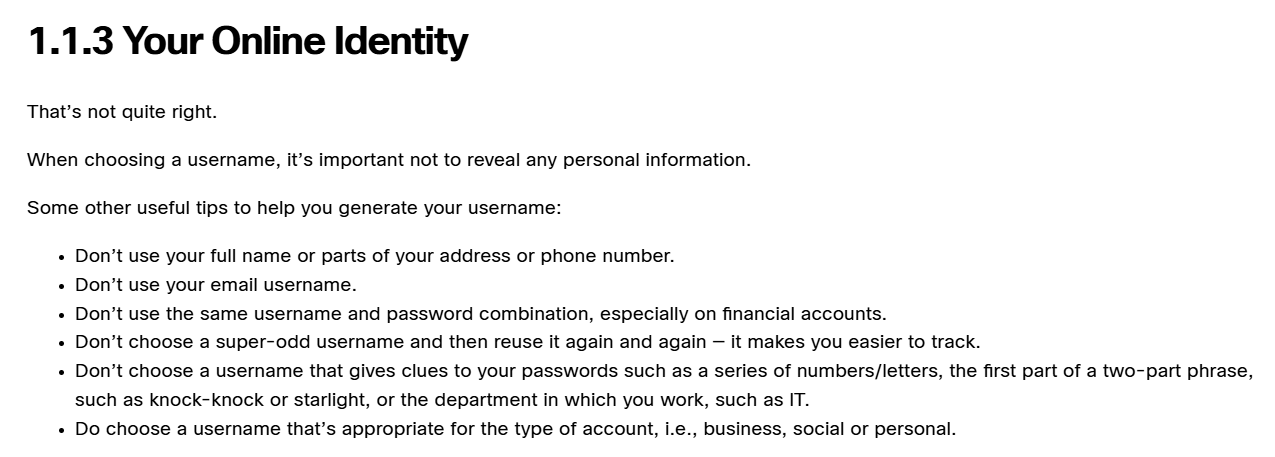 1.1.3 Your Online Identity
That’s not quite right.
When choosing a username, it’s important not to reveal any personal information.
Some other useful tips to help you generate your username:
• Don’t use your full name or parts of your address or phone number.
• Don’t use your email username.
• Don’t use the same username and password combination, especially on financial accounts.
• Don’t choose a super-odd username and then reuse it again and again – it makes you easier to track.
• Don’t choose a username that gives clues to your passwords such as a series of numbers/letters, the first part of a two-part phrase,
such as knock-knock or starlight, or the department in which you work, such as IT.
• Do choose a username that’s appropriate for the type of account, i.e., business, social or personal.